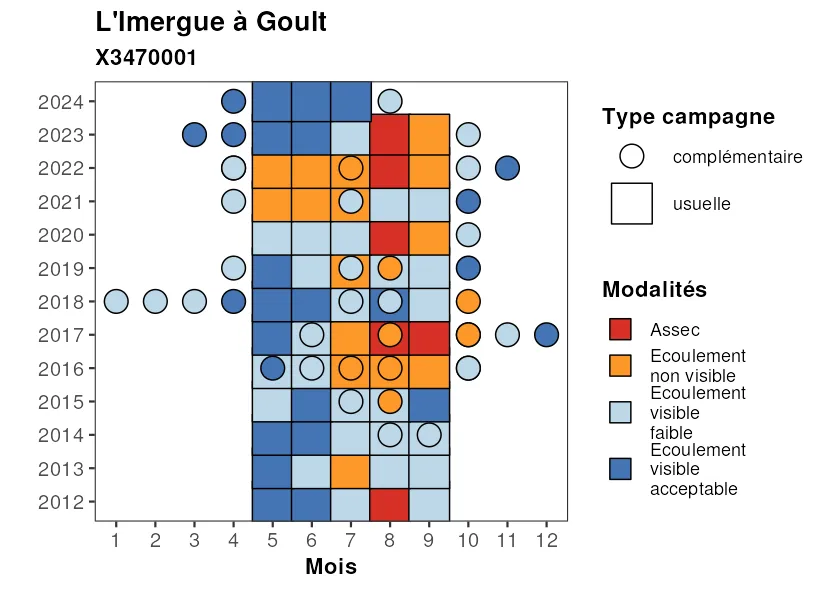 L'Imergue à Goult
X3470001
2024
2023
2022
2021
2020
2019
2018
2017
2016
2015
2014
2013
2012
1 2 3 4 5 6 7 8 9 10 11 12
Mois
Type campagne
complémentaire
usuelle
Modalités
Assec
Ecoulement
non visible
Ecoulement
visible
faible
Ecoulement
visible
acceptable